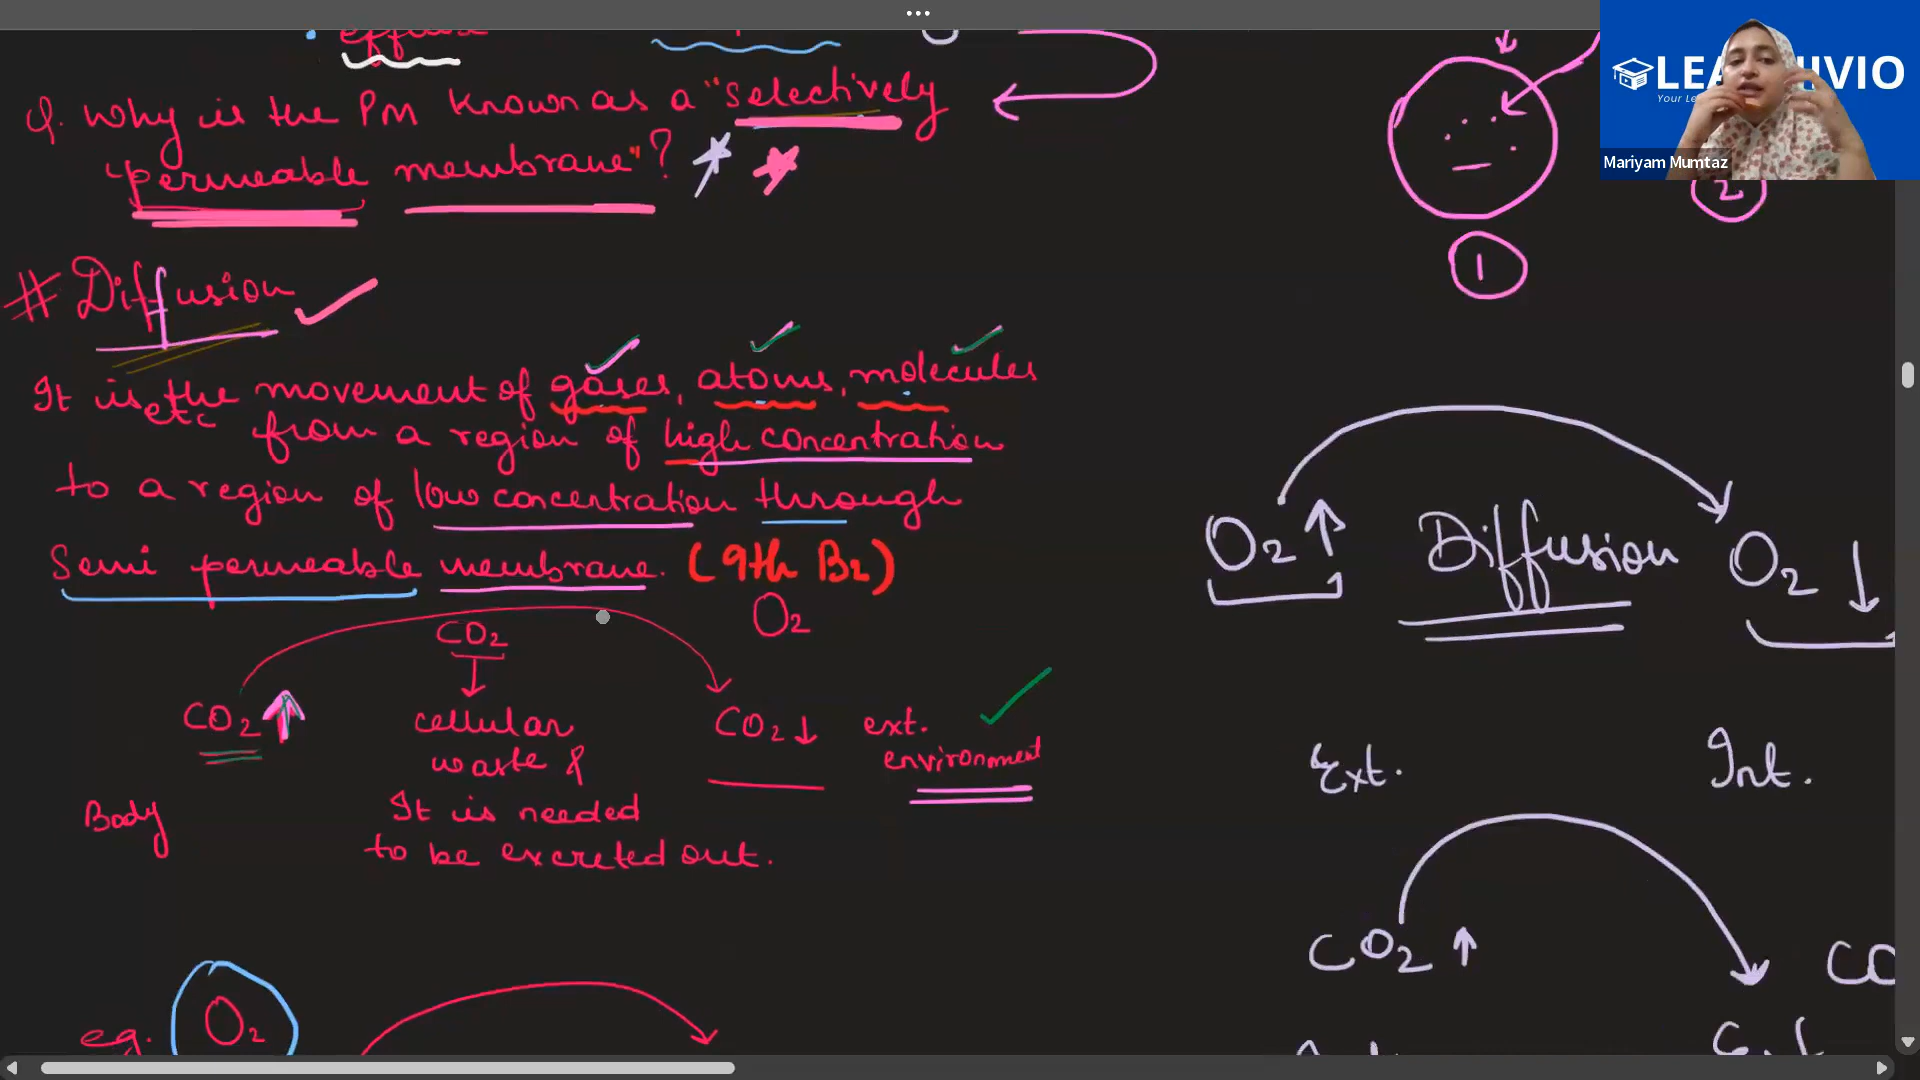 Q. Why is the PM known as a "selectively
permeable membrane"?
# Diffusion
It is the movement of gases, atoms, molecules
etc from a region of high concentration
to a region of low concentration through
Semi permeable membrane. (9th B2)
O2
CO2
CO2 ↑ cellular CO2 ↓ ext.
waste & environment
Body It is needed
to be excreted out.
eg. O2
1
2
O2 ↑ Diffusion O2 ↓
Ext. Int.
CO2 ↑
Your Le
Mariyam Mumtaz